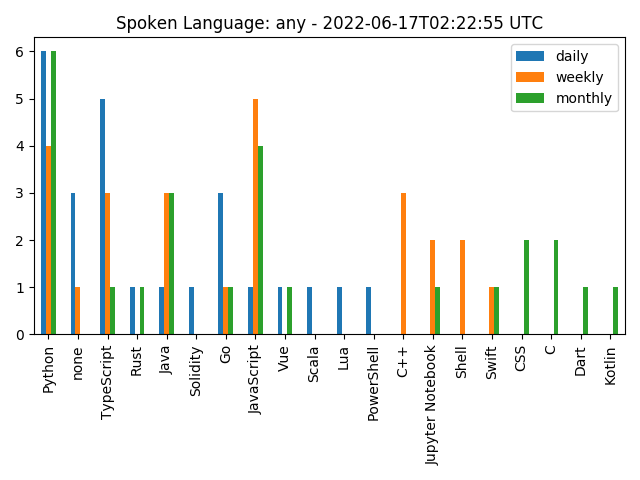 Spoken Language: any - 2022-06-17T02:22:55 UTC
daily
weekly
monthly
6
5
4
3
2
1
0
Python
none
TypeScript
Rust
Java
Solidity
Go
JavaScript
Vue
Scala
Lua
PowerShell
C++
Jupyter Notebook
Shell
Swift
CSS
C
Dart
Kotlin